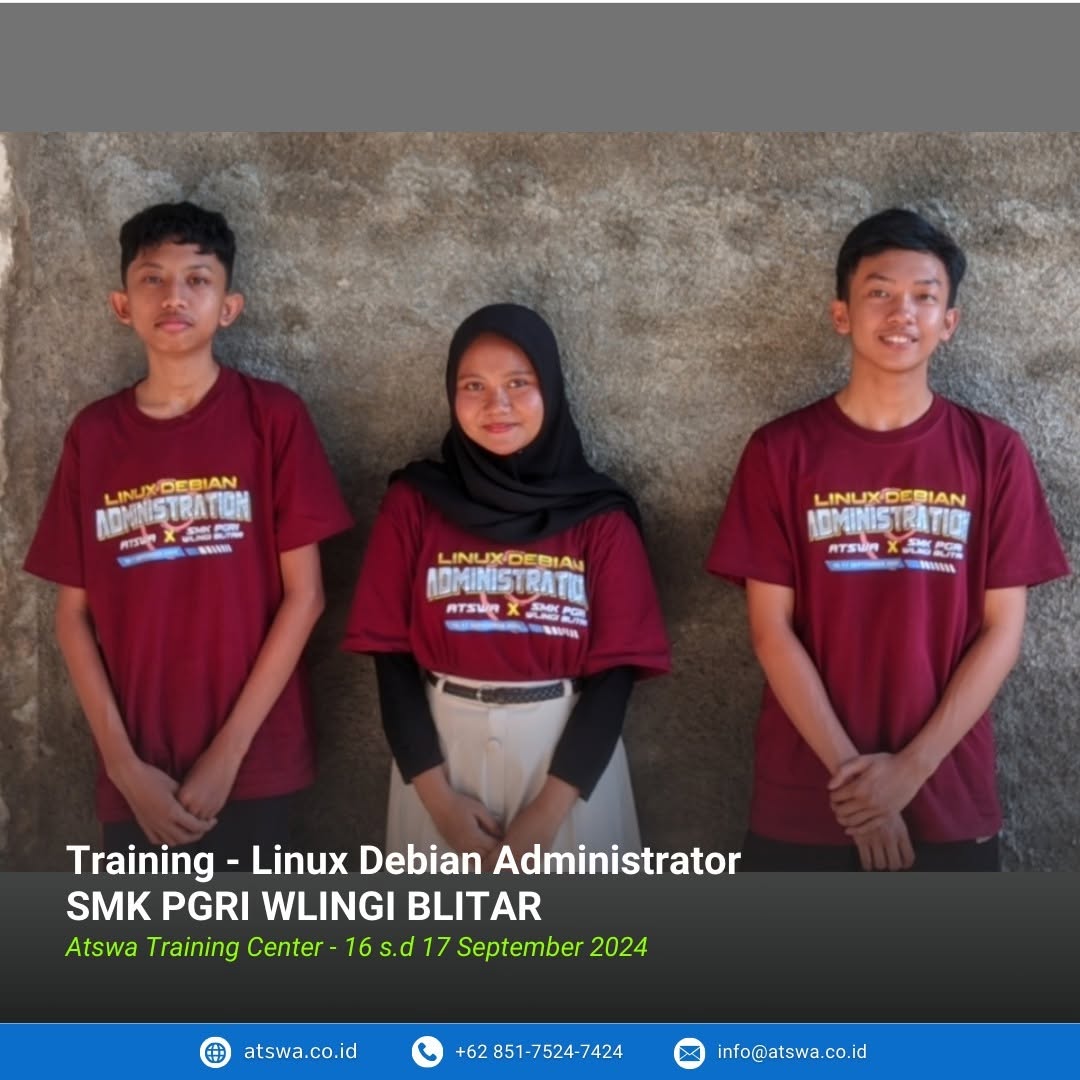 LINUX DEBIAN
ADMINISTRATION
ATSWA X SMK PGRI
WLINGI BLITAR
LINUX DEBIAN
ADMINISTRATION
ATSWA X SMK PGRI
WLINGI BLITAR
LINUX DEBIAN
ADMINISTRATION
ATSWA X SMK PGRI
WLINGI BLITAR
Training - Linux Debian Administrator
SMK PGRI WLINGI BLITAR
Atswa Training Center - 16 s.d 17 September 2024
atswa.co.id
+62 851-7524-7424
info@atswa.co.id